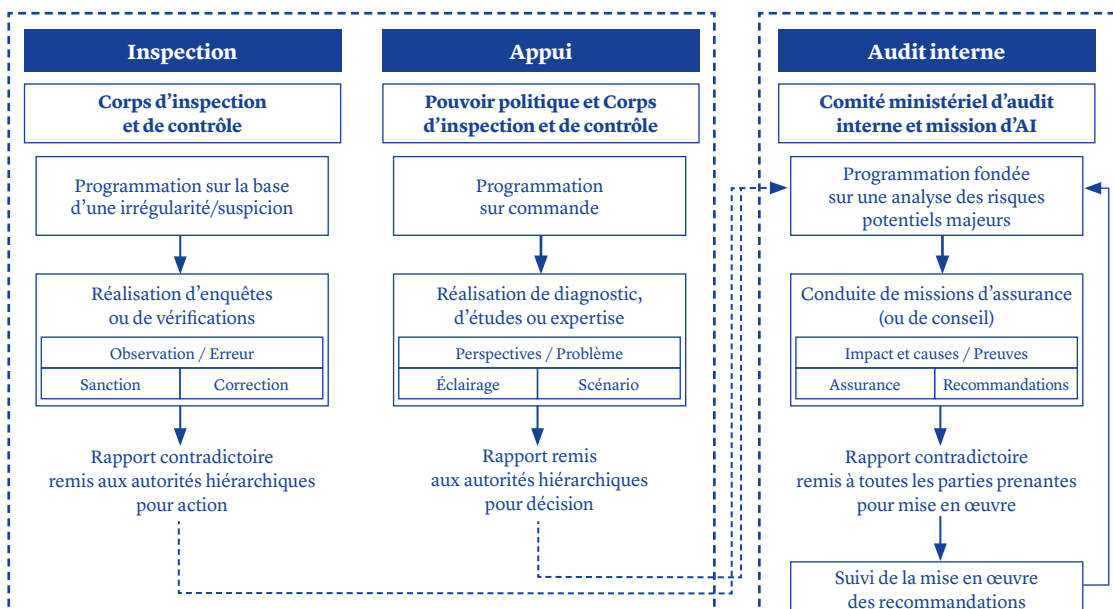 Inspection
Corps d'inspection
et de contrôle
Programmation sur la base
d'une irrégularité/suspicion
Réalisation d'enquêtes
ou de vérifications
Observation / Erreur
Sanction
Correction
Rapport contradictoire
remis aux autorités hiérarchiques
pour action
Appui
Pouvoir politique et Corps
d'inspection et de contrôle
Programmation
sur commande
Réalisation de diagnostic,
d'études ou expertise
Perspectives / Problème
Éclairage
Scénario
Rapport remis
aux autorités hiérarchiques
pour décision
Audit interne
Comité ministériel d'audit
interne et mission d'AI
Programmation fondée
sur une analyse des risques
potentiels majeurs
Conduite de missions d'assurance
(ou de conseil)
Impact et causes / Preuves
Assurance
Recommandations
Rapport contradictoire
remis à toutes les parties prenantes
pour mise en œuvre
Suivi de la mise en œuvre
des recommandations